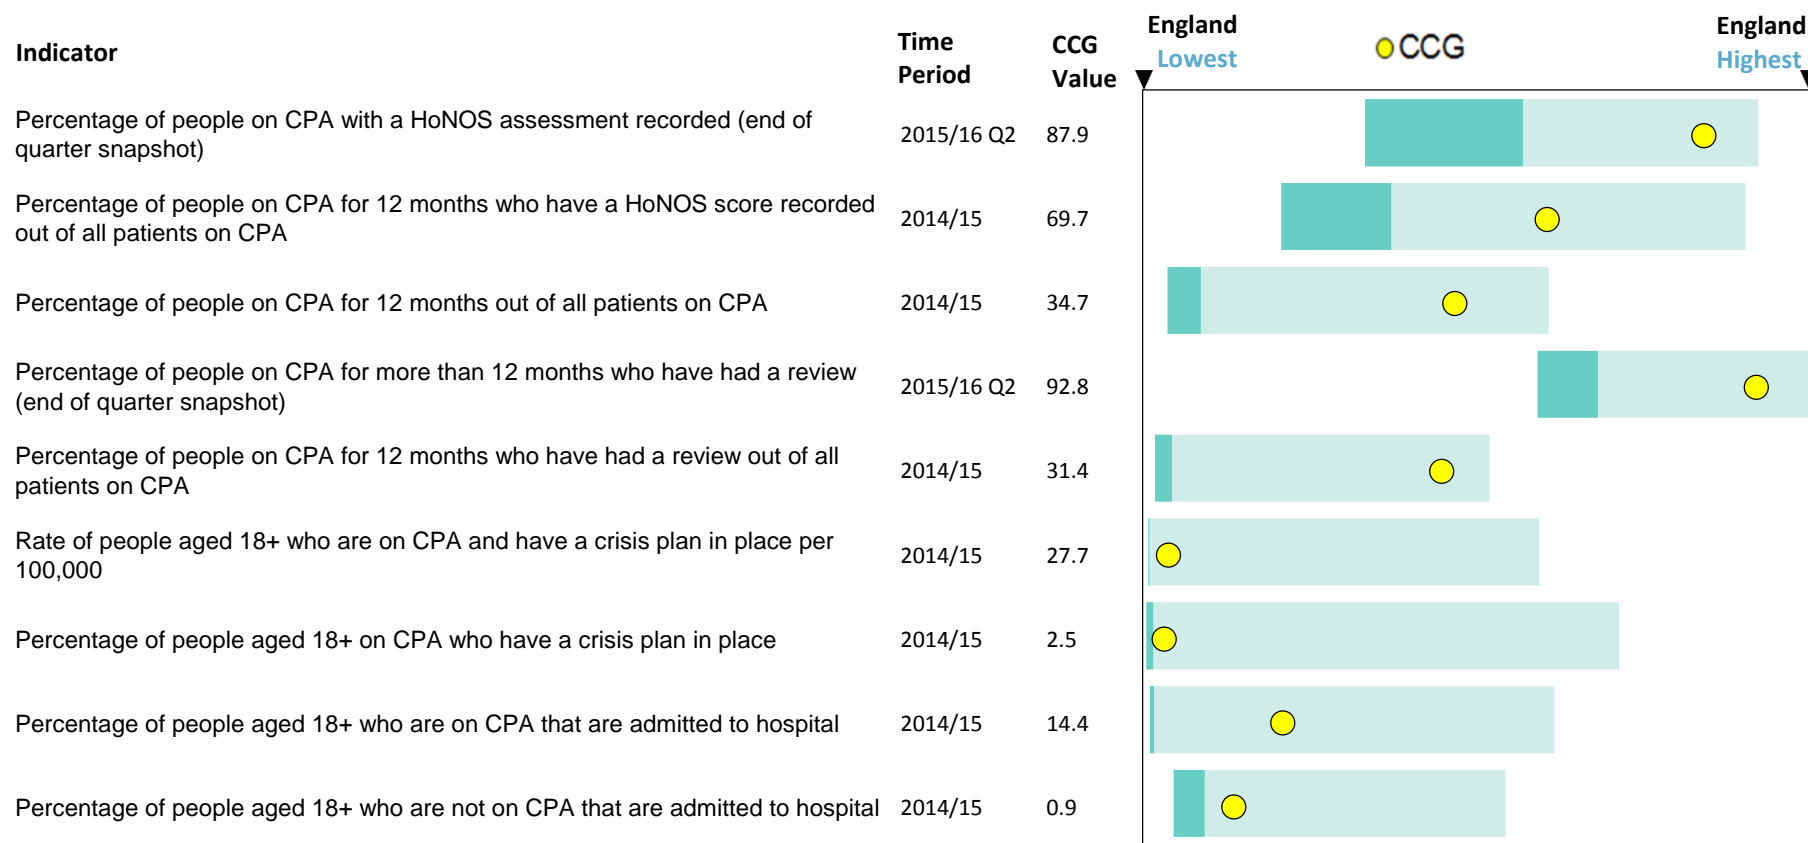 Indicator
Time Period
CCG Value
England Lowest
CCG
England Highest
Percentage of people on CPA with a HoNOS assessment recorded (end of
quarter snapshot)
2015/16 Q2 87.9
Percentage of people on CPA for 12 months who have a HoNOS score recorded
out of all patients on CPA
2014/15 69.7
Percentage of people on CPA for 12 months out of all patients on CPA 2014/15 34.7
Percentage of people on CPA for more than 12 months who have had a review
(end of quarter snapshot)
2015/16 Q2 92.8
Percentage of people on CPA for 12 months who have had a review out of all
patients on CPA
2014/15 31.4
Rate of people aged 18+ who are on CPA and have a crisis plan in place per
100,000
2014/15 27.7
Percentage of people aged 18+ on CPA who have a crisis plan in place 2014/15 2.5
Percentage of people aged 18+ who are on CPA that are admitted to hospital 2014/15 14.4
Percentage of people aged 18+ who are not on CPA that are admitted to hospital 2014/15 0.9